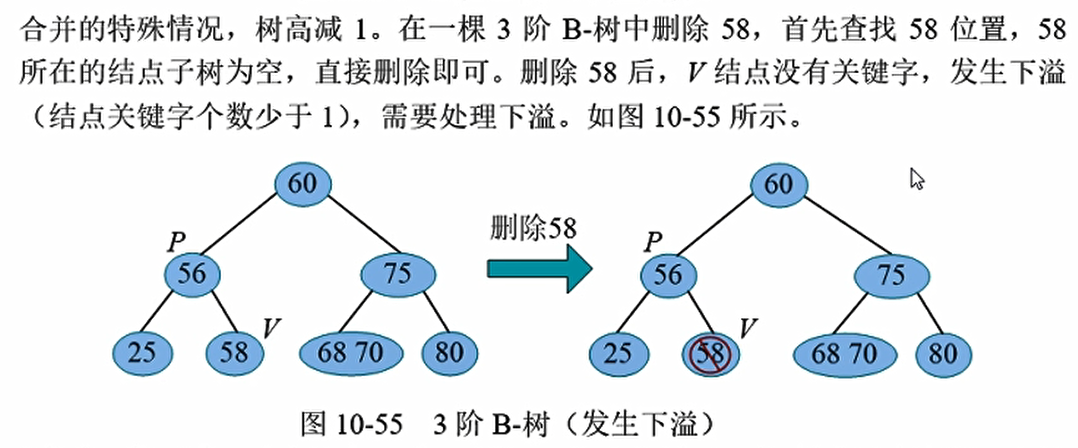 合并的特殊情况，树高减 1。在一棵 3 阶 B-树中删除 58，首先查找 58 位置，58
所在的结点子树为空，直接删除即可。删除 58 后，V 结点没有关键字，发生下溢
（结点关键字个数少于 1），需要处理下溢。如图 10-55 所示。
60
P
56
75
V
25
58
68 70
80
删除58
60
P
56
75
V
25
58
68 70
80
图 10-55 3 阶 B-树（发生下溢）